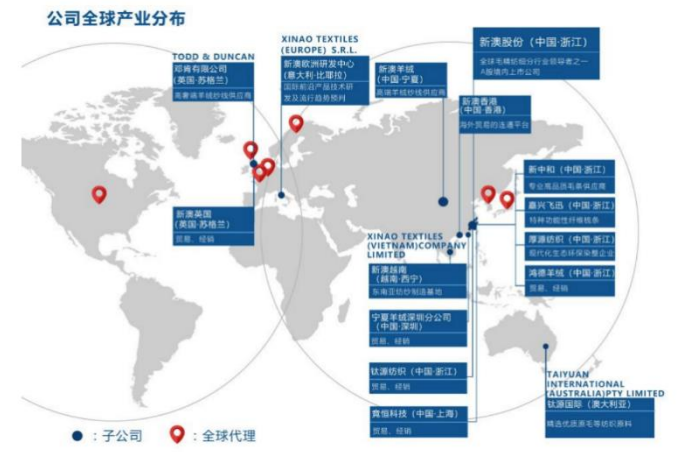 公司全球产业分布
TODD & DUNCAN
邓肯有限公司
(英国·苏格兰)
高奢端羊绒纱线供应商
XINAO TEXTILES
(EUROPE) S.R.L.
新澳欧洲研发中心
(意大利·比耶拉)
国际前沿产品技术研
发及流行趋势预判
新澳羊绒
(中国·宁夏)
高端羊绒纱线供应商
新澳股份（中国·浙江）
全球毛精纺细分行业领导者之一
A股境内上市公司
新澳香港
(中国·香港)
海外贸易的连通平台
新中和（中国·浙江）
专业高品质毛条供应商
嘉兴飞迅（中国·浙江）
特种功能性纤维梳条
厚源纺织（中国·浙江）
现代化生态环保染整企业
鸿德羊绒（中国·浙江）
贸易、经销
新澳英国
(英国·苏格兰)
贸易、经销
XINAO TEXTILES
(VIETNAM)COMPANY
LIMITED
新澳越南
(越南·西宁)
东南亚纺纱制造基地
宁夏羊绒深圳分公司
(中国·深圳)
贸易、经销
钛源纺织（中国·浙江）
贸易、经销
育恒科技（中国·上海）
贸易、经销
TAIYUAN
INTERNATIONAL
(AUSTRALIA)PTY LIMITED
钛源国际（澳大利亚）
精选优质原毛等纺织原料
：子公司
：全球代理